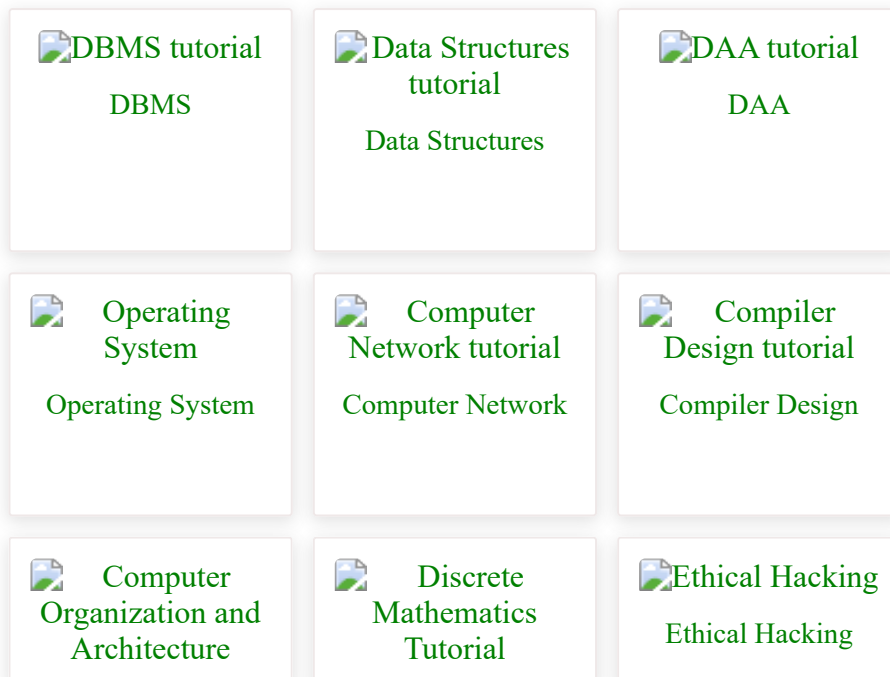 DBMS tutorial
DBMS
Data Structures
tutorial
Data Structures
DAA tutorial
DAA
Operating
System
Operating System
Computer
Network tutorial
Computer Network
Compiler
Design tutorial
Compiler Design
Computer
Organization and
Architecture
Discrete
Mathematics
Tutorial
Ethical Hacking
Ethical Hacking